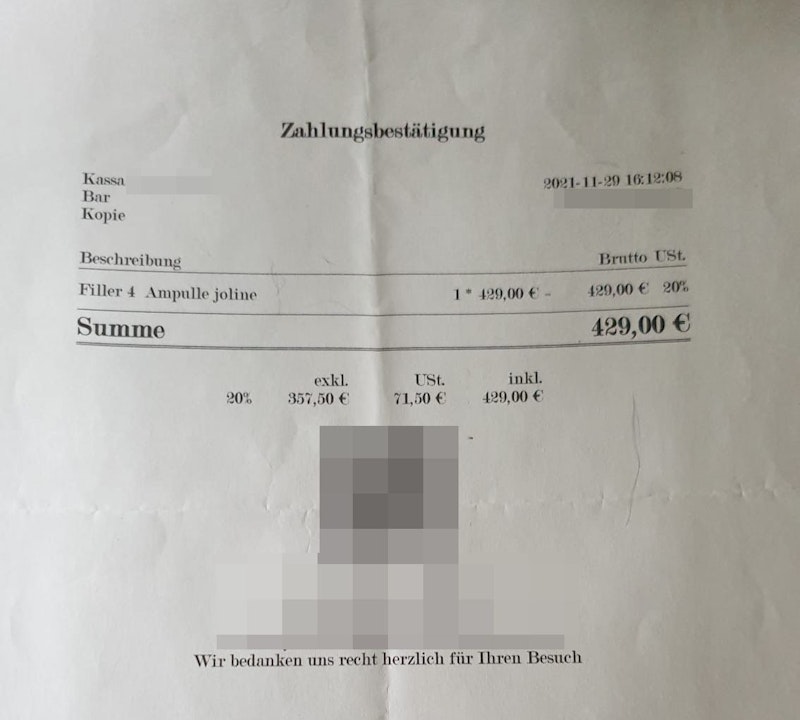 Zahlungsbestätigung
Kassa 2021-11-29 16:12:08
Bar
Kopie
Beschreibung Brutto USt.
Filler 4 Ampulle joline 1 * 429,00 € - 429,00 € 20%
Summe 429,00 €
exkl. USt. inkl.
20% 357,50 € 71,50 € 429,00 €
Wir bedanken uns recht herzlich für Ihren Besuch